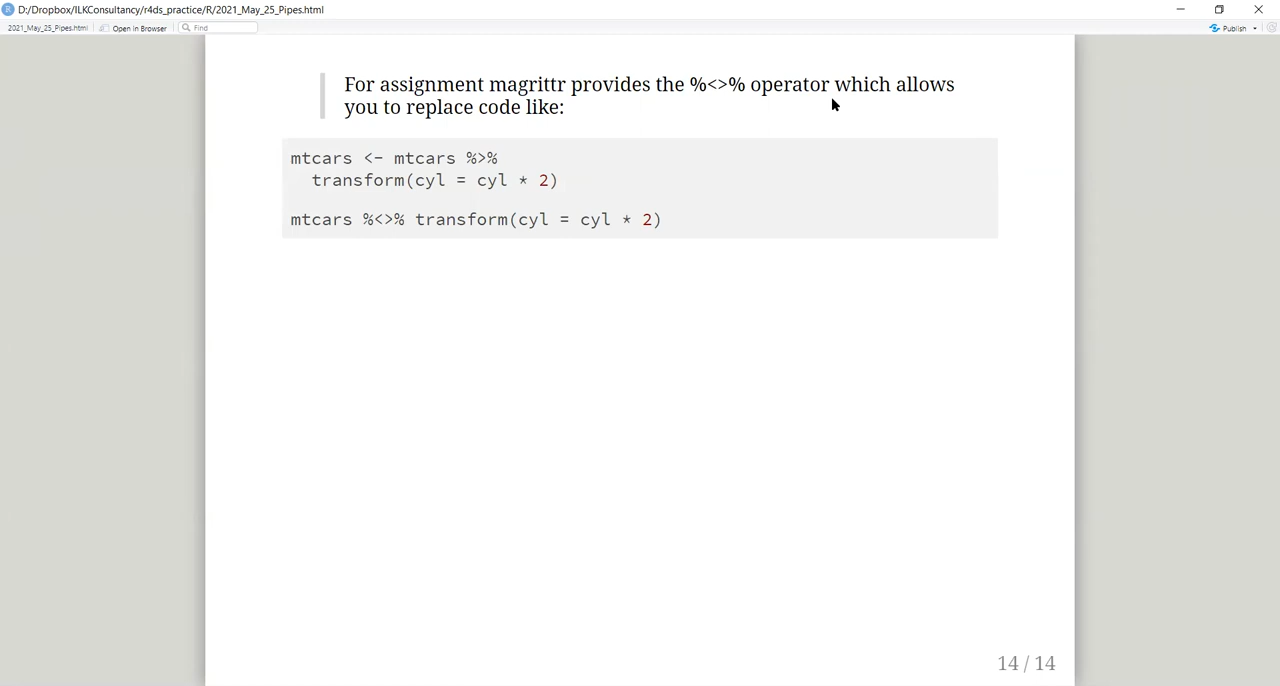 D:/Dropbox/ILKConsultancy/r4ds_practice/R/2021_May_25_Pipes.html
2021_May_25_Pipes.html Open in Browser Find Publish
For assignment magrittr provides the %<>% operator which allows
you to replace code like:
mtcars <- mtcars %>%
transform(cyl = cyl * 2)
mtcars %<>% transform(cyl = cyl * 2)
14 / 14